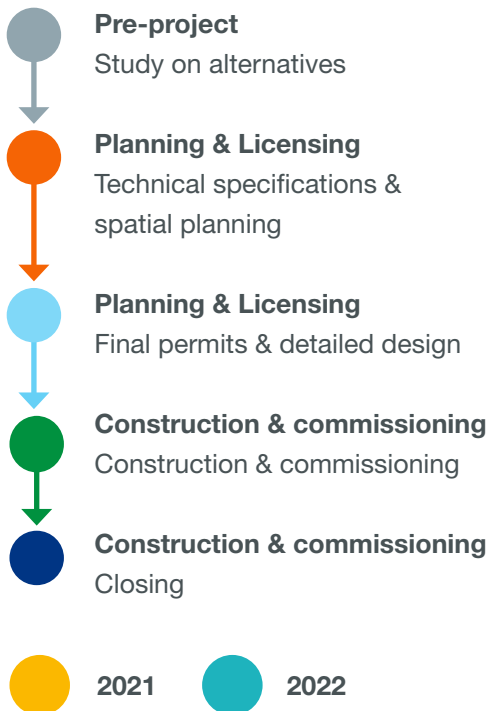 Pre-project
Study on alternatives
Planning & Licensing
Technical specifications &
spatial planning
Planning & Licensing
Final permits & detailed design
Construction & commissioning
Construction & commissioning
Construction & commissioning
Closing
2021 2022